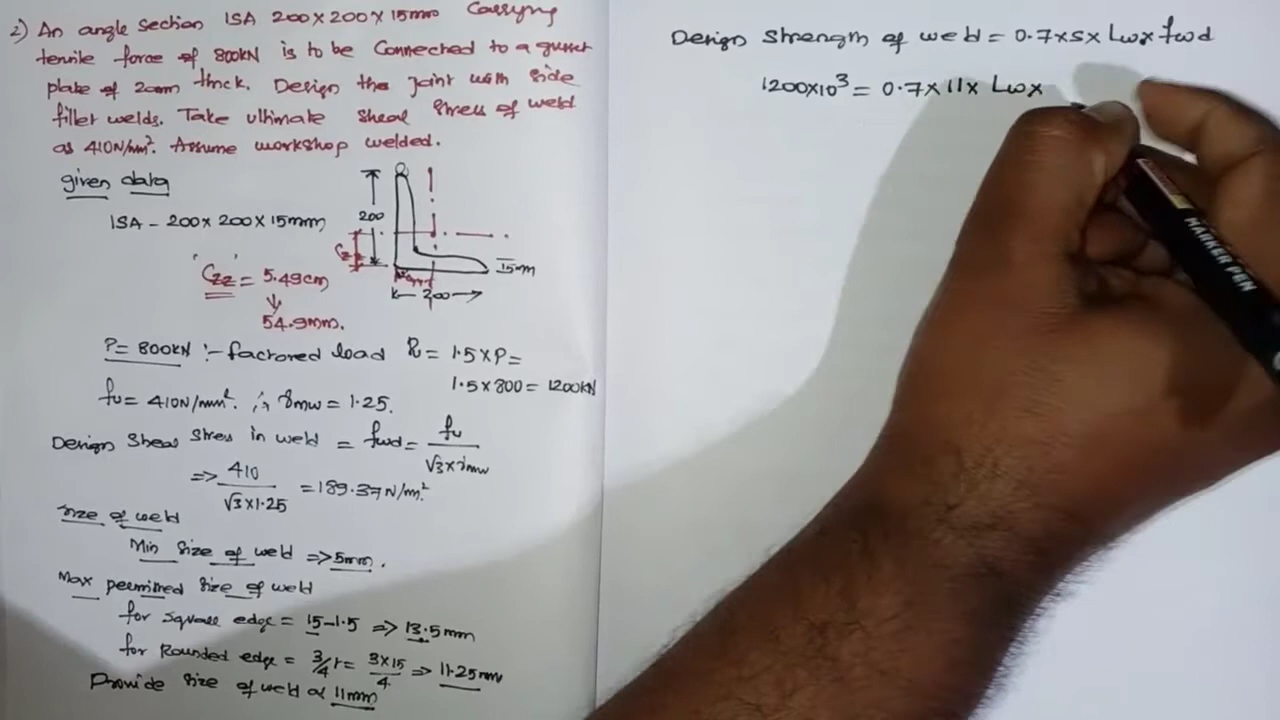 2) An angle section ISA 200×200×15mm Carrying
tensile force of 800kN is to be Connected to a gusset
plate of 20mm thick. Design the joint with side
fillet welds. Take ultimate shear stress of weld
as 410N/mm². Assume workshop welded.
given data
ISA - 200×200×15mm
200
Czz
15mm
200
'Czz' = 5.49cm
54.9mm.
P = 800kN :- factored load = 1.5×P =
1.5×800 = 1200kN
fu = 410N/mm². ∴ γmw = 1.25.
Design Shear Stress in weld = fwd = fu / √3×γmw
=> 410 / √3×1.25 = 189.37N/mm².
Size of weld
Min size of weld => 5mm.
Max permitted size of weld
for square edge = 15-1.5 => 13.5mm
for Rounded edge = 3/4 t = 3×15/4 => 11.25mm
Provide size of weld 11mm
Design Strength of weld = 0.7×S×Lw×fwd
1200×10³ = 0.7×11×Lw×
MARKER PEN